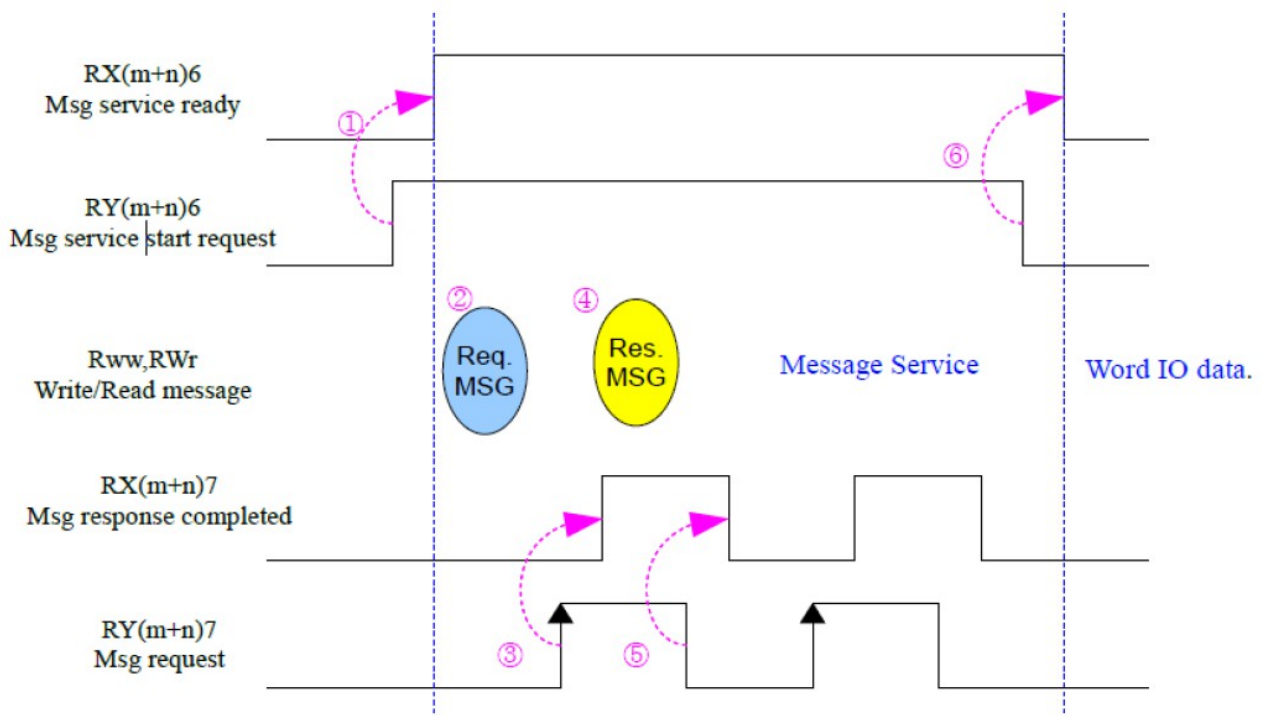 RX(m+n)6
Msg service ready
①
⑥
RY(m+n)6
Msg service start request
②
④
Rww,RWr
Write/Read message
Req.
MSG
Res.
MSG
Message Service
Word IO data.
RX(m+n)7
Msg response completed
RY(m+n)7
Msg request
③
⑤